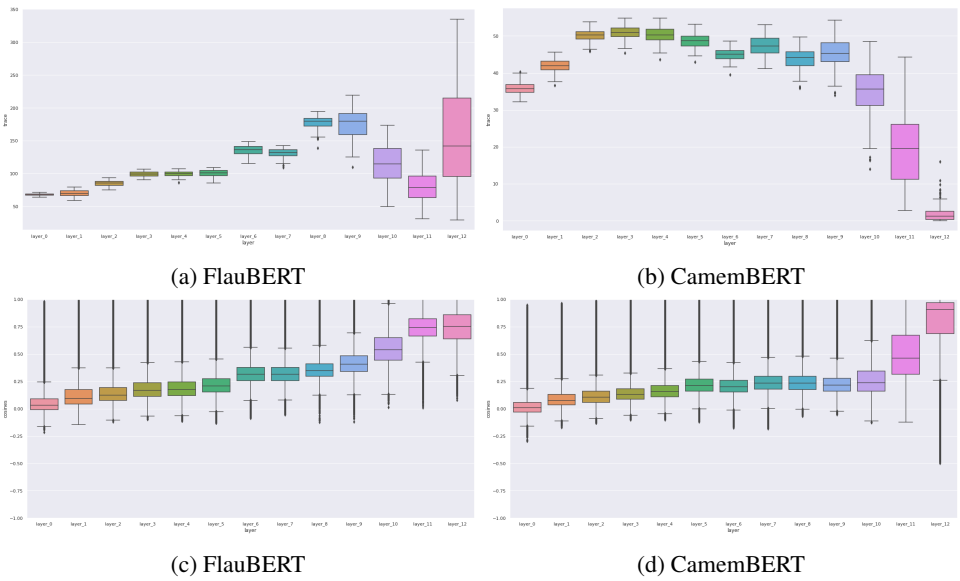 350
300
250
200
150
100
50
trace
layer_0 layer_1 layer_2 layer_3 layer_4 layer_5 layer_6 layer_7 layer_8 layer_9 layer_10 layer_11 layer_12
layer
(a) FlauBERT
50
40
30
20
10
0
trace
layer_0 layer_1 layer_2 layer_3 layer_4 layer_5 layer_6 layer_7 layer_8 layer_9 layer_10 layer_11 layer_12
layer
(b) CamemBERT
1.00
0.75
0.50
0.25
0.00
−0.25
−0.50
−0.75
−1.00
cosines
layer_0 layer_1 layer_2 layer_3 layer_4 layer_5 layer_6 layer_7 layer_8 layer_9 layer_10 layer_11 layer_12
layer
(c) FlauBERT
1.00
0.75
0.50
0.25
0.00
−0.25
−0.50
−0.75
−1.00
cosines
layer_0 layer_1 layer_2 layer_3 layer_4 layer_5 layer_6 layer_7 layer_8 layer_9 layer_10 layer_11 layer_12
layer
(d) CamemBERT